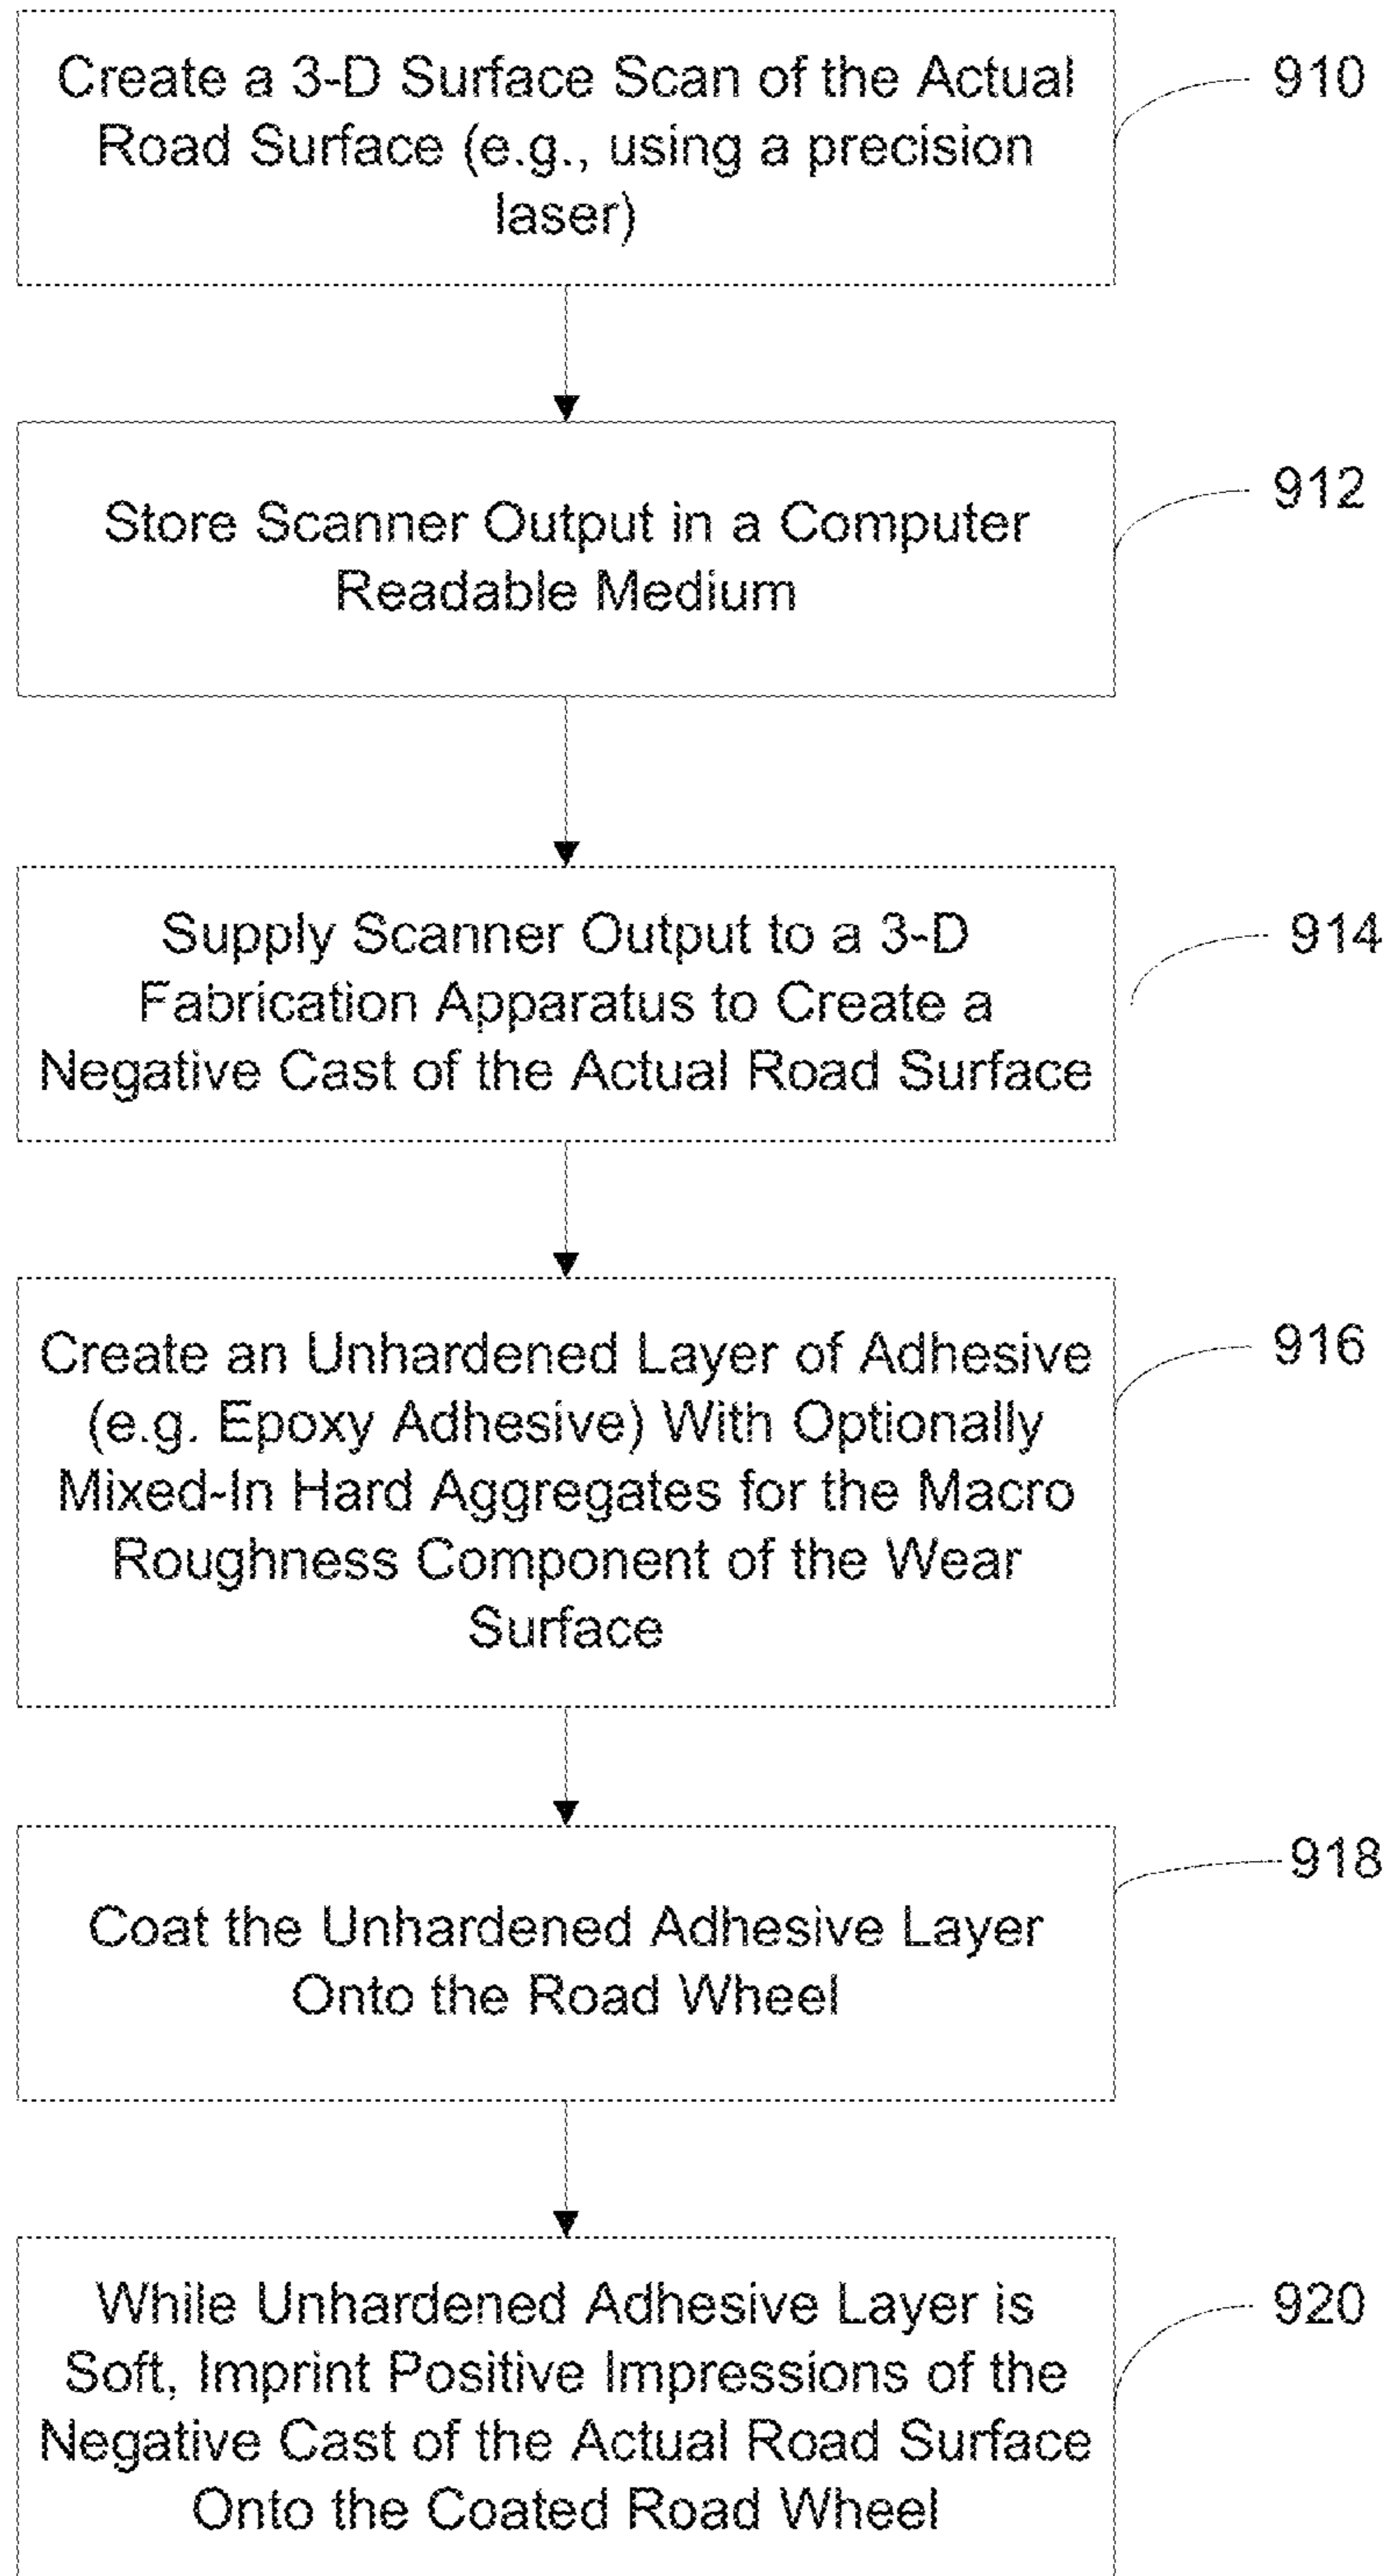 Create a 3-D Surface Scan of the Actual
Road Surface (e.g., using a precision
laser)
910
Store Scanner Output in a Computer
Readable Medium
912
Supply Scanner Output to a 3-D
Fabrication Apparatus to Create a
Negative Cast of the Actual Road Surface
914
Create an Unhardened Layer of Adhesive
(e.g. Epoxy Adhesive) With Optionally
Mixed-In Hard Aggregates for the Macro
Roughness Component of the Wear
Surface
916
Coat the Unhardened Adhesive Layer
Onto the Road Wheel
918
While Unhardened Adhesive Layer is
Soft, Imprint Positive Impressions of the
Negative Cast of the Actual Road Surface
Onto the Coated Road Wheel
920